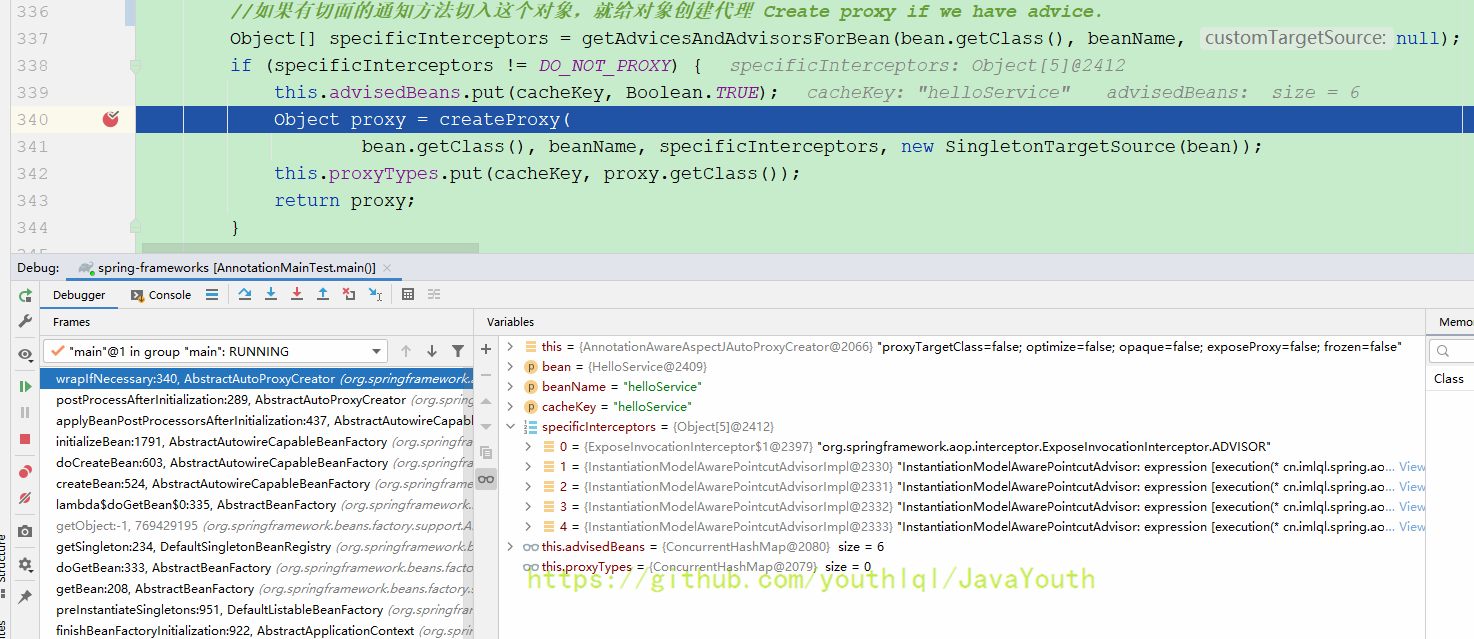 336 //如果有切面的通知方法切入这个对象，就给对象创建代理 Create proxy if we have advice.
337 Object[] specificInterceptors = getAdvicesAndAdvisorsForBean(bean.getClass(), beanName, customTargetSource: null);
338 if (specificInterceptors != DO_NOT_PROXY) { specificInterceptors: Object[5]@2412
339 this.advisedBeans.put(cacheKey, Boolean.TRUE); cacheKey: "helloService" advisedBeans: size = 6
340 Object proxy = createProxy(
341 bean.getClass(), beanName, specificInterceptors, new SingletonTargetSource(bean));
342 this.proxyTypes.put(cacheKey, proxy.getClass());
343 return proxy;
344 }
Debug: spring-frameworks [AnnotationMainTest.main()]
Debugger Console
Frames
"main"@1 in group "main": RUNNING
wrapIfNecessary:340, AbstractAutoProxyCreator (org.springframework.a
postProcessAfterInitialization:289, AbstractAutoProxyCreator (org.spring
applyBeanPostProcessorsAfterInitialization:437, AbstractAutowireCapable
initializeBean:1791, AbstractAutowireCapableBeanFactory (org.springfra
doCreateBean:603, AbstractAutowireCapableBeanFactory (org.springfra
createBean:524, AbstractAutowireCapableBeanFactory (org.springframe
lambda$doGetBean$0:335, AbstractBeanFactory (org.springframework.b
getObject:-1, 769429195 (org.springframework.beans.factory.support.A
getSingleton:234, DefaultSingletonBeanRegistry (org.springframework.b
doGetBean:333, AbstractBeanFactory (org.springframework.beans.facto
getBean:208, AbstractBeanFactory (org.springframework.beans.factory.s
preInstantiateSingletons:951, DefaultListableBeanFactory (org.springfra
finishBeanFactoryInitialization:922, AbstractApplicationContext (org.spri
Variables
this = {AnnotationAwareAspectJAutoProxyCreator@2066} "proxyTargetClass=false; optimize=false; opaque=false; exposeProxy=false; frozen=false"
bean = {HelloService@2409}
beanName = "helloService"
cacheKey = "helloService"
specificInterceptors = {Object[5]@2412}
0 = {ExposeInvocationInterceptor$1@2397} "org.springframework.aop.interceptor.ExposeInvocationInterceptor.ADVISOR"
1 = {InstantiationModelAwarePointcutAdvisorImpl@2330} "InstantiationModelAwarePointcutAdvisor: expression [execution(* cn.imlql.spring.ao... View
2 = {InstantiationModelAwarePointcutAdvisorImpl@2331} "InstantiationModelAwarePointcutAdvisor: expression [execution(* cn.imlql.spring.ao... View
3 = {InstantiationModelAwarePointcutAdvisorImpl@2332} "InstantiationModelAwarePointcutAdvisor: expression [execution(* cn.imlql.spring.ao... View
4 = {InstantiationModelAwarePointcutAdvisorImpl@2333} "InstantiationModelAwarePointcutAdvisor: expression [execution(* cn.imlql.spring.ao... View
this.advisedBeans = {ConcurrentHashMap@2080} size = 6
this.proxyTypes = {ConcurrentHashMap@2079} size = 0
https://github.com/youthlql/JavaYouth
Memo
Class